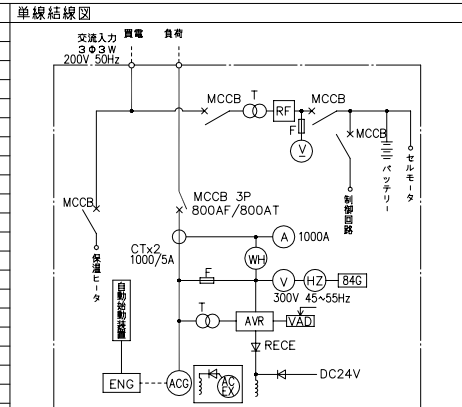 単線結線図
交流入力
3Φ3W
200V 50Hz
買電
負荷
MCCB
T
RF
MCCB
F
V
MCCB
制御回路
バッテリー
セルモータ
MCCB
保温ヒータ
MCCB 3P
800AF/800AT
CTx2
1000/5A
A
1000A
WH
F
V
HZ
84G
300V
45~55Hz
自動始動装置
T
AVR
VAD
RECE
ENG
ACG
AC
EX
DC24V